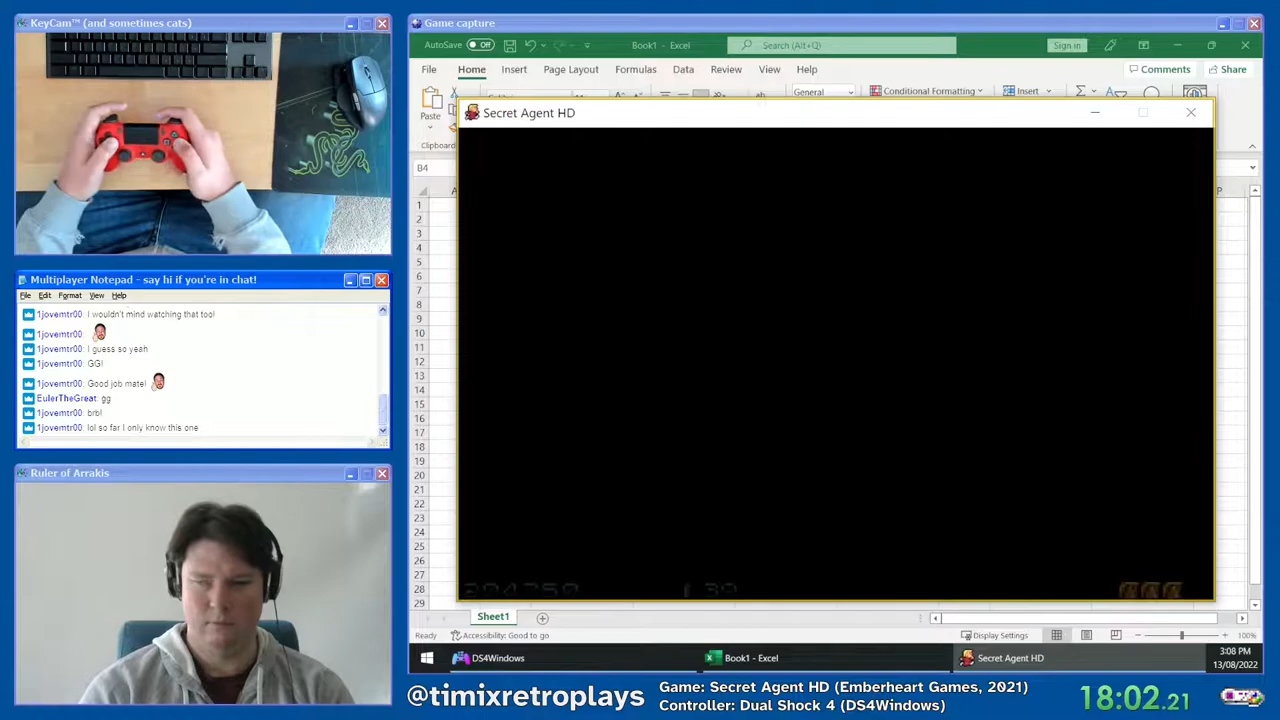 KeyCam™ (and sometimes cats)
Game capture
AutoSave Off
Book1 - Excel
Search (Alt+Q)
Sign in
File Home Insert Page Layout Formulas Data Review View Help
Comments Share
Paste
General
Conditional Formatting
Insert
Clipboard
Secret Agent HD
B4
P
1
2
3
4
5
6
7
8
9
10
11
12
13
14
15
16
17
18
19
20
21
22
23
24
25
26
27
28
29
Multiplayer Notepad - say hi if you're in chat!
File Edit Format View Help
1jovemtr00: I wouldn't mind watching that too!
1jovemtr00:
1jovemtr00: I guess so yeah
1jovemtr00: GG!
1jovemtr00: Good job mate!
EulerTheGreat: gg
1jovemtr00: brb!
1jovemtr00: lol so far I only know this one
Ruler of Arrakis
Sheet1
Ready
Accessibility: Good to go
Display Settings
100%
DS4Windows
Book1 - Excel
Secret Agent HD
3:08 PM
13/08/2022
@timixretroplays
Game: Secret Agent HD (Emberheart Games, 2021)
Controller: Dual Shock 4 (DS4Windows)
18:02.21